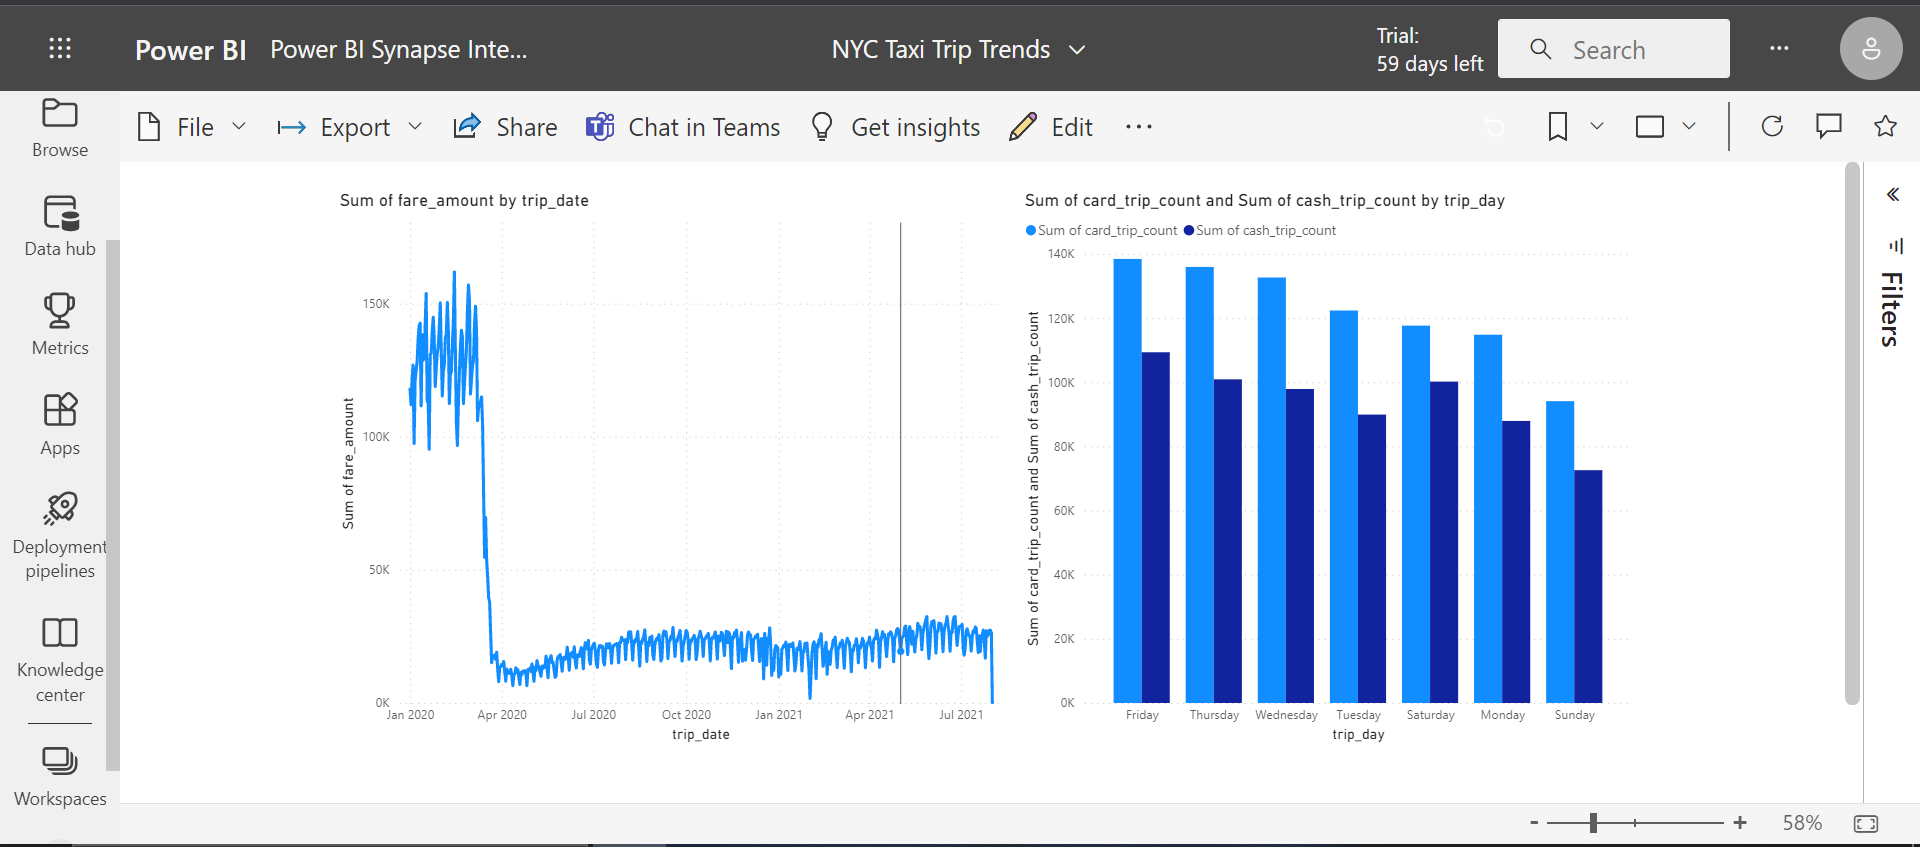 Power BI
Power BI Synapse Inte...
NYC Taxi Trip Trends
Trial:
59 days left
Search
File
Export
Share
Chat in Teams
Get insights
Edit
Browse
Data hub
Metrics
Apps
Deployment
pipelines
Knowledge
center
Workspaces
Sum of fare_amount by trip_date
Sum of fare_amount
150K
100K
50K
0K
Jan 2020
Apr 2020
Jul 2020
Oct 2020
Jan 2021
Apr 2021
Jul 2021
trip_date
Sum of card_trip_count and Sum of cash_trip_count by trip_day
Sum of card_trip_count
Sum of cash_trip_count
Sum of card_trip_count and Sum of cash_trip_count
140K
120K
100K
80K
60K
40K
20K
0K
Friday
Thursday
Wednesday
Tuesday
Saturday
Monday
Sunday
trip_day
Filters
58%